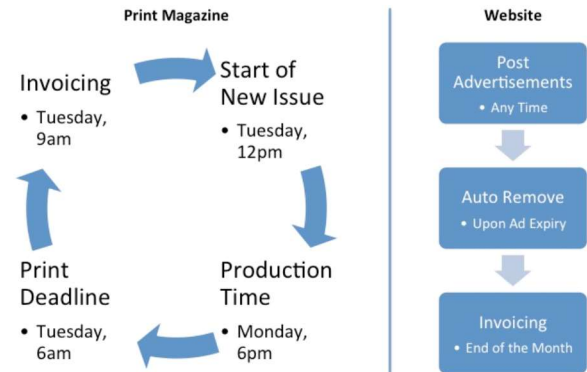 Print Magazine
Invoicing
• Tuesday,
9am
Start of
New Issue
• Tuesday,
12pm
Production
Time
• Monday,
6pm
Print
Deadline
• Tuesday,
6am
Website
Post
Advertisements
• Any Time
Auto Remove
• Upon Ad Expiry
Invoicing
• End of the Month